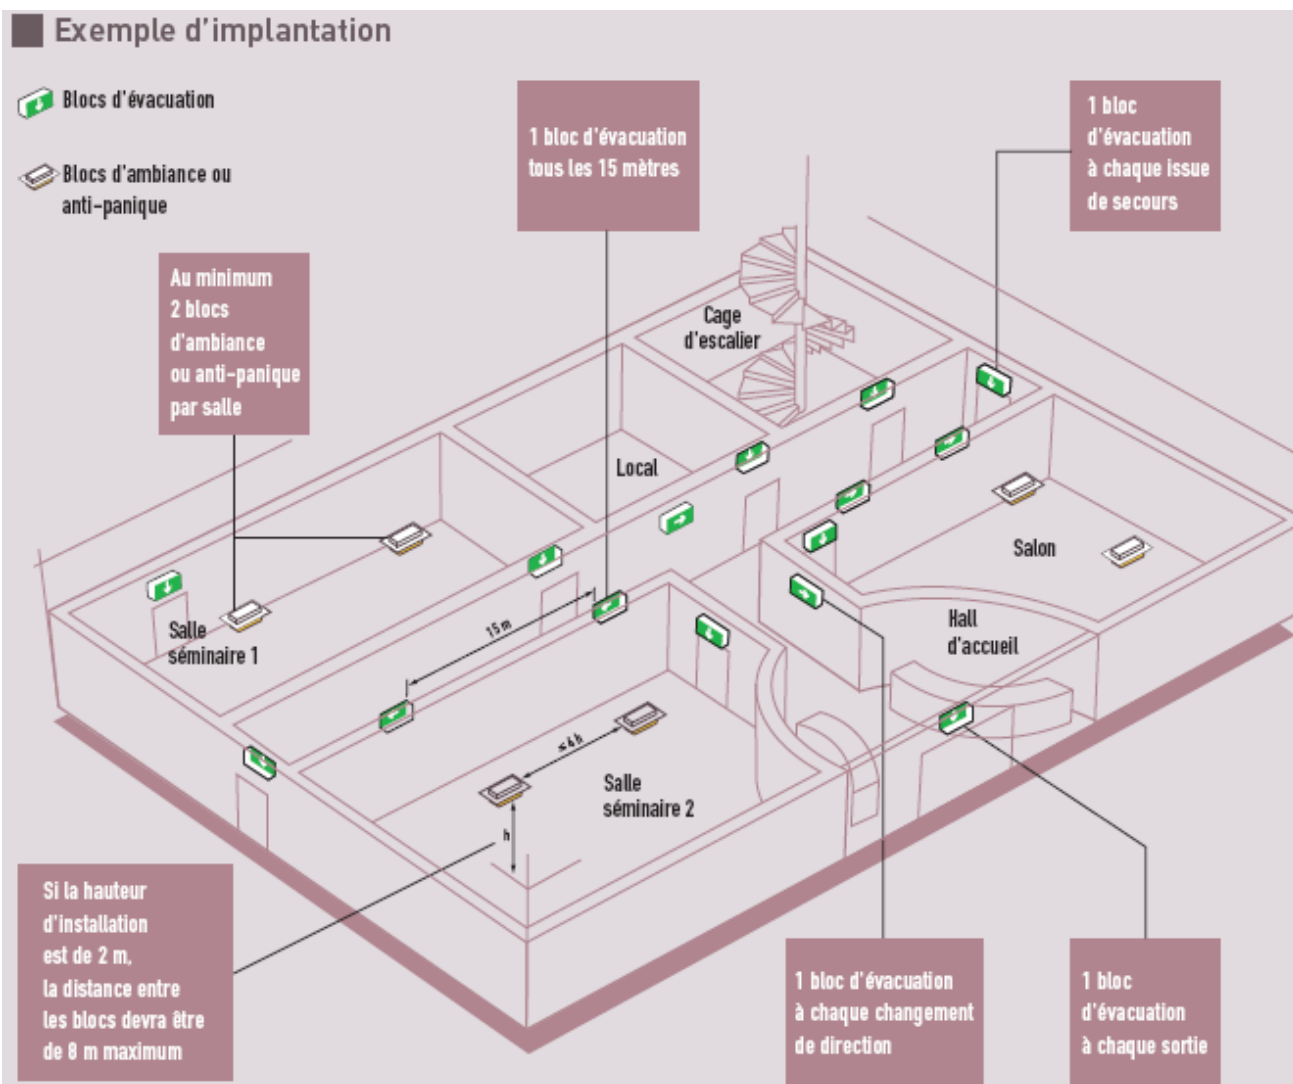 Exemple d'implantation
Blocs d'évacuation
Blocs d'ambiance ou
anti-panique
1 bloc d'évacuation
tous les 15 mètres
1 bloc
d'évacuation
à chaque issue
de secours
Au minimum
2 blocs
d'ambiance
ou anti-panique
par salle
Cage
d'escalier
Local
Salon
Salle
séminaire 1
15 m
Hall
d'accueil
≤ 4 h
Salle
séminaire 2
h
Si la hauteur
d'installation
est de 2 m,
la distance entre
les blocs devra être
de 8 m maximum
1 bloc d'évacuation
à chaque changement
de direction
1 bloc
d'évacuation
à chaque sortie